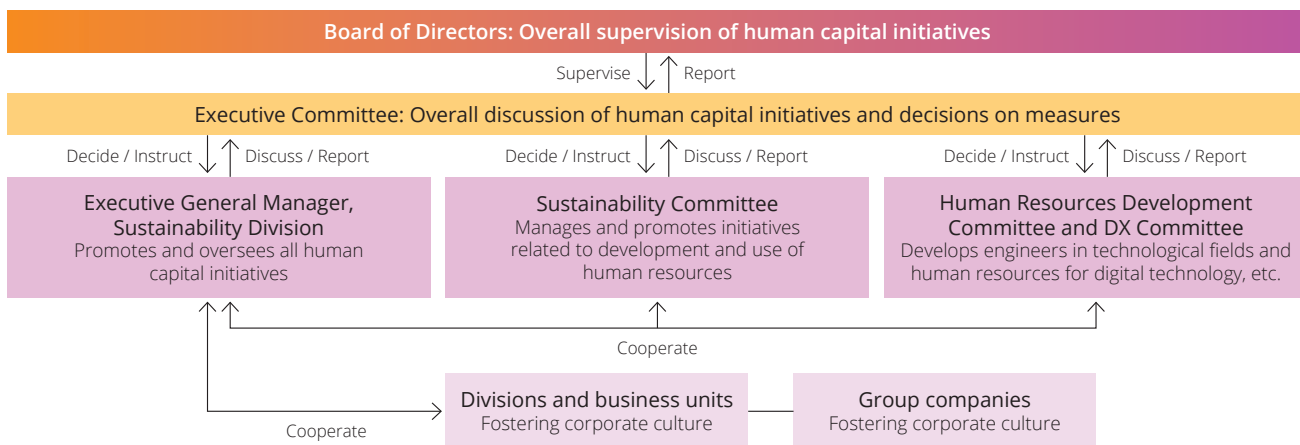 Board of Directors: Overall supervision of human capital initiatives
Supervise
Report
Executive Committee: Overall discussion of human capital initiatives and decisions on measures
Decide / Instruct
Discuss / Report
Decide / Instruct
Discuss / Report
Decide / Instruct
Discuss / Report
Executive General Manager,
Sustainability Division
Promotes and oversees all human
capital initiatives
Sustainability Committee
Manages and promotes initiatives
related to development and use of
human resources
Human Resources Development
Committee and DX Committee
Develops engineers in technological fields and
human resources for digital technology, etc.
Cooperate
Divisions and business units
Fostering corporate culture
Group companies
Fostering corporate culture
Cooperate